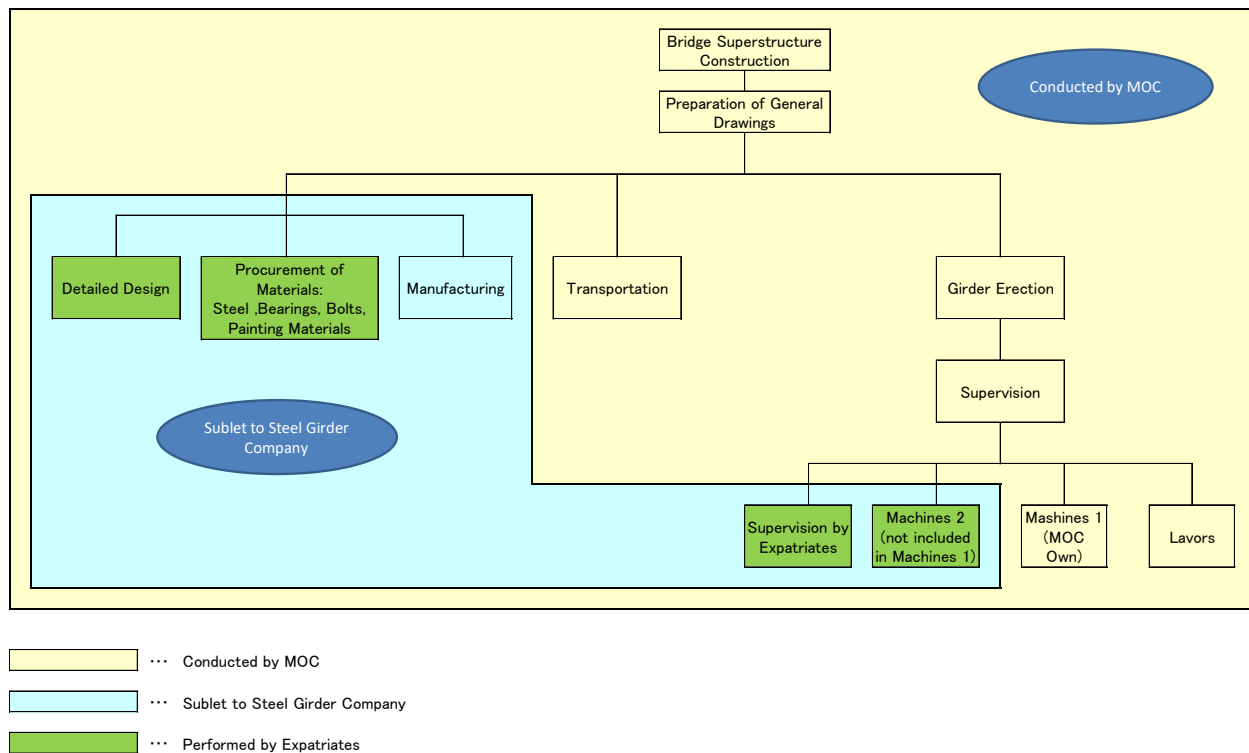 Bridge Superstructure
Construction
Conducted by MOC
Preparation of General
Drawings
Detailed Design
Procurement of
Materials:
Steel ,Bearings, Bolts,
Painting Materials
Manufacturing
Transportation
Girder Erection
Supervision
Sublet to Steel Girder
Company
Supervision by
Expatriates
Machines 2
(not included
in Machines 1)
Mashines 1
(MOC
Own)
Lavors
··· Conducted by MOC
··· Sublet to Steel Girder Company
··· Performed by Expatriates